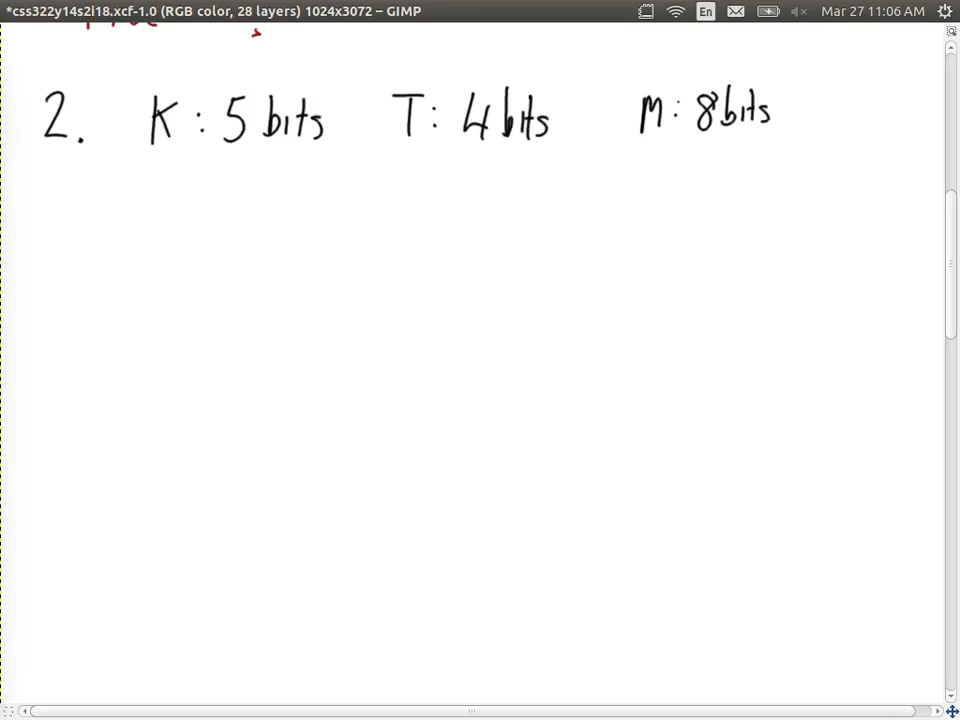 *css322y14s2i18.xcf-1.0 (RGB color, 28 layers) 1024x3072 – GIMP En Mar 27 11:06 AM
2. K : 5 bits T : 4 bits M : 8 bits